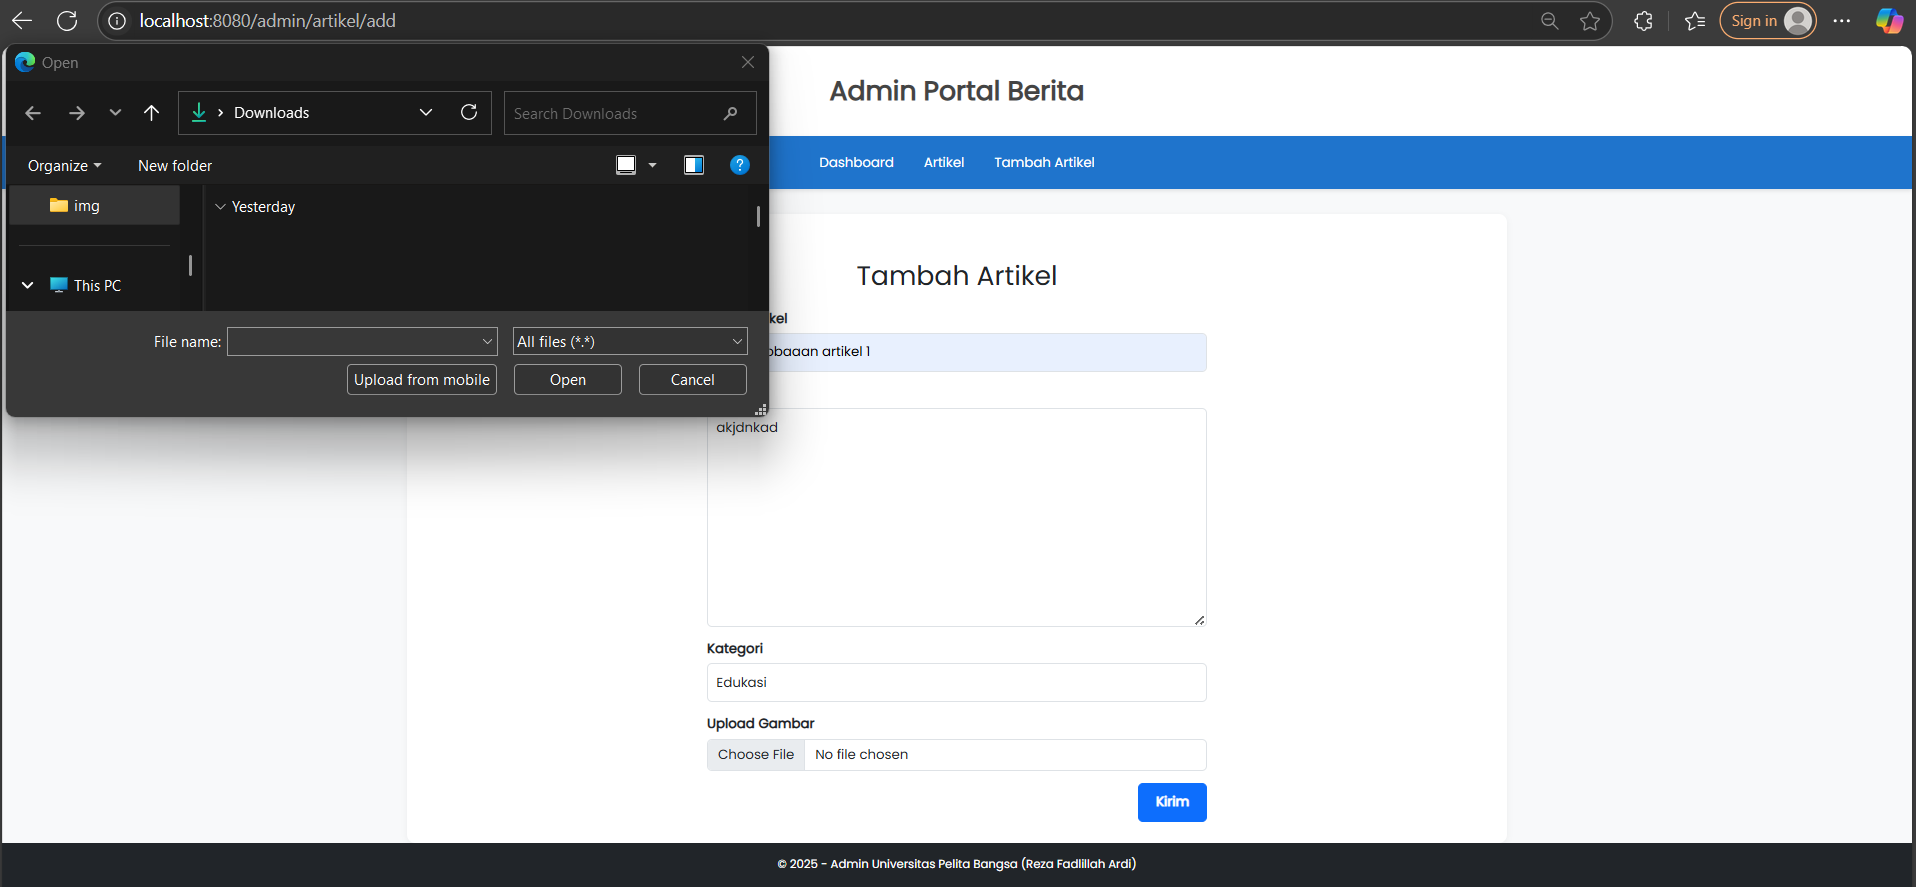 localhost:8080/admin/artikel/add
Sign in
Open
Downloads
Search Downloads
Organize
New folder
img
Yesterday
This PC
File name:
All files (*.*)
Upload from mobile
Open
Cancel
Admin Portal Berita
Dashboard
Artikel
Tambah Artikel
Tambah Artikel
kel
obaaan artikel 1
akjdnkad
Kategori
Edukasi
Upload Gambar
Choose File
No file chosen
Kirim
© 2025 - Admin Universitas Pelita Bangsa (Reza Fadlillah Ardi)